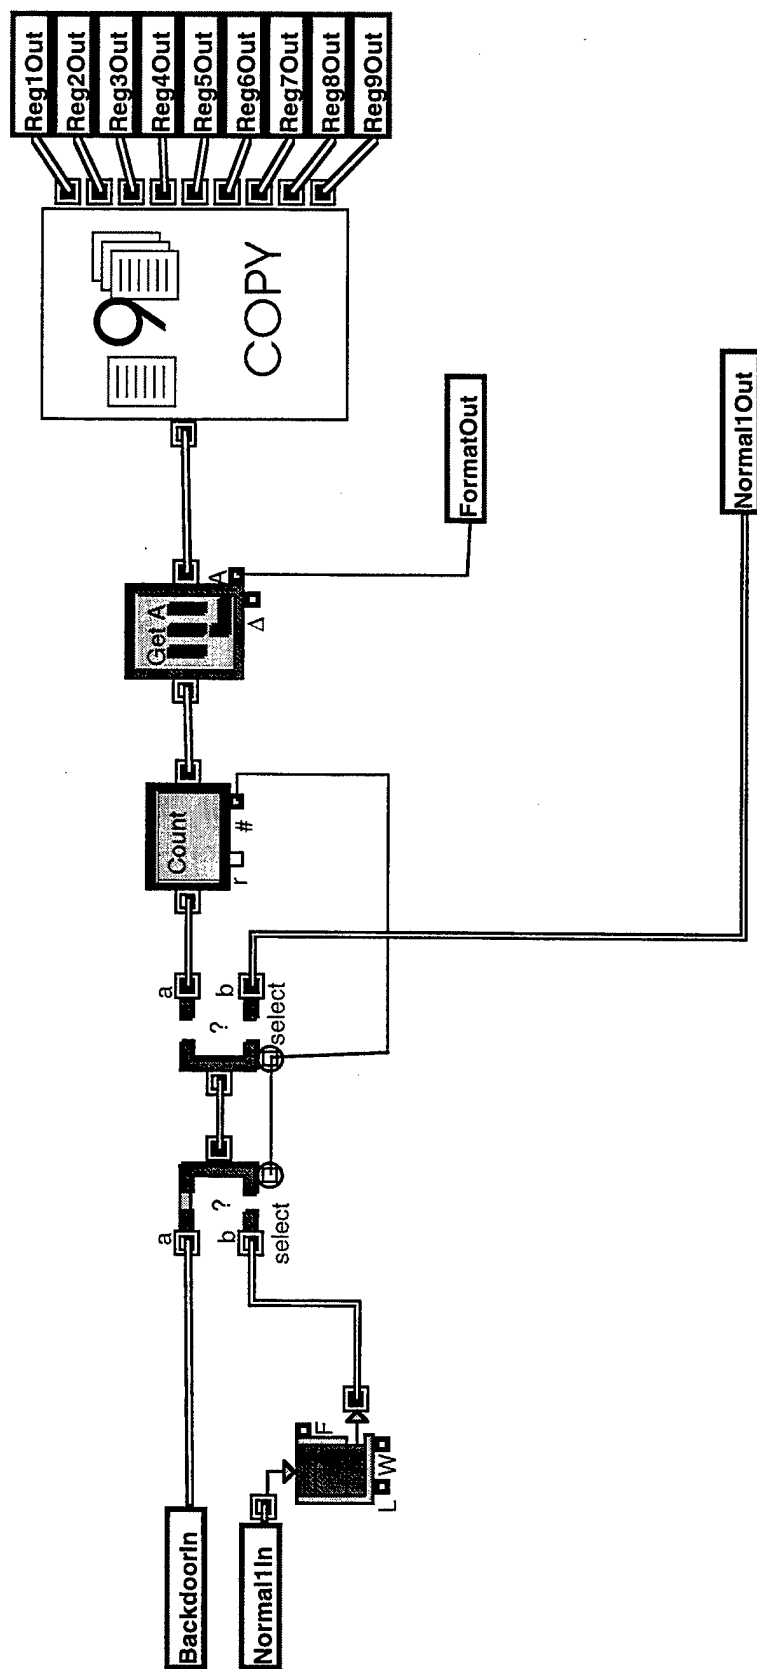 BackdoorIn
Normal1In
L
W
F
a
?
b
select
a
?
b
select
Count
r
#
Get A
Δ
A
9
COPY
FormatOut
Normal1Out
Reg1Out
Reg2Out
Reg3Out
Reg4Out
Reg5Out
Reg6Out
Reg7Out
Reg8Out
Reg9Out